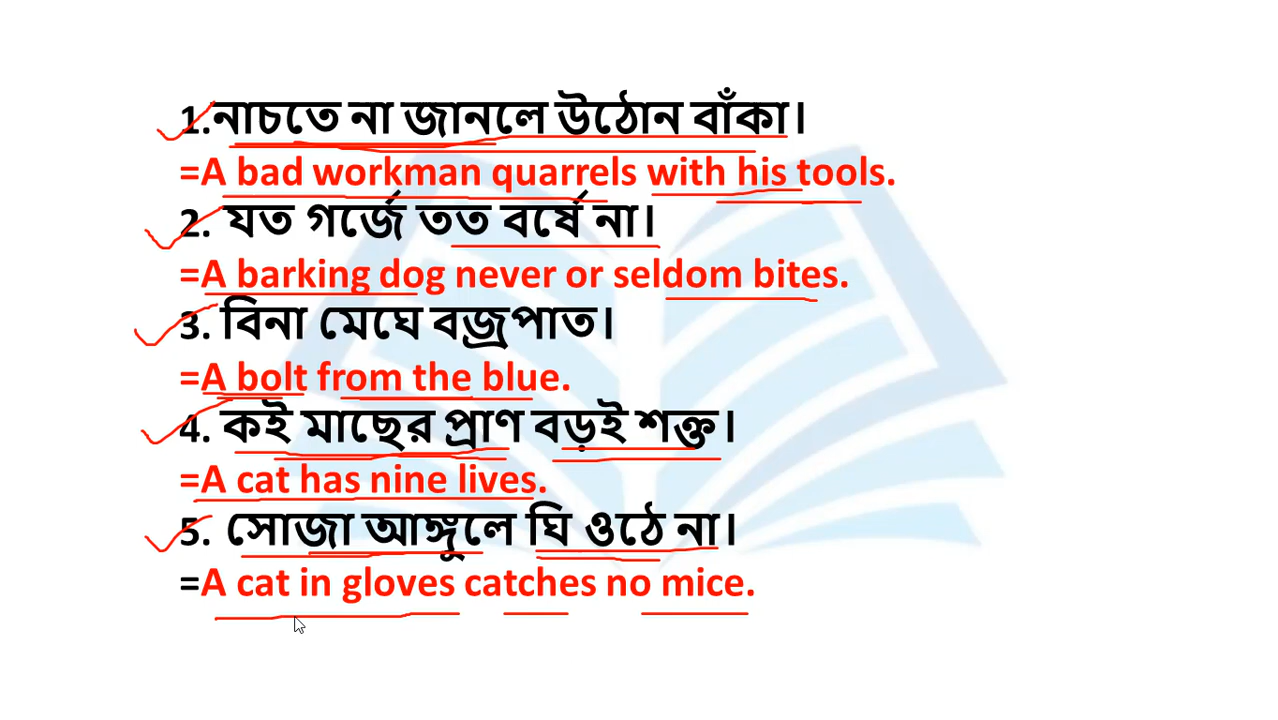 1.নাচতে না জানলে উঠোন বাঁকা।
=A bad workman quarrels with his tools.
2. যত গর্জে তত বর্ষে না।
=A barking dog never or seldom bites.
3. বিনা মেঘে বজ্রপাত।
=A bolt from the blue.
4. কই মাছের প্রাণ বড়ই শক্ত।
=A cat has nine lives.
5. সোজা আঙ্গুলে ঘি ওঠে না।
=A cat in gloves catches no mice.